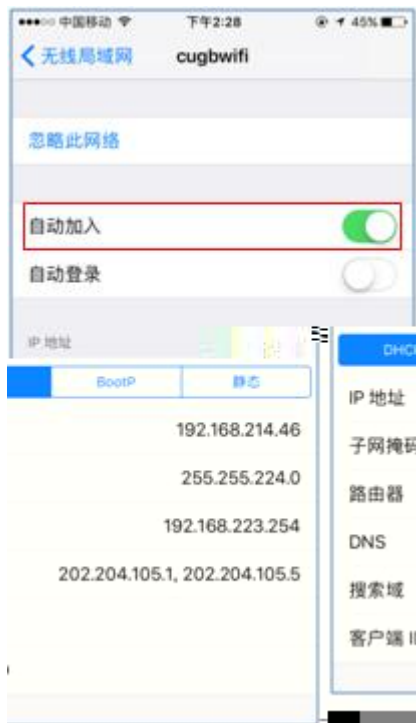 中国移动 下午2:28 45%
无线局域网 cugbwifi
忽略此网络
自动加入
自动登录
IP 地址
BootP 静态
192.168.214.46
255.255.224.0
192.168.223.254
202.204.105.1, 202.204.105.5
DHC
IP 地址
子网掩码
路由器
DNS
搜索域
客户端 I